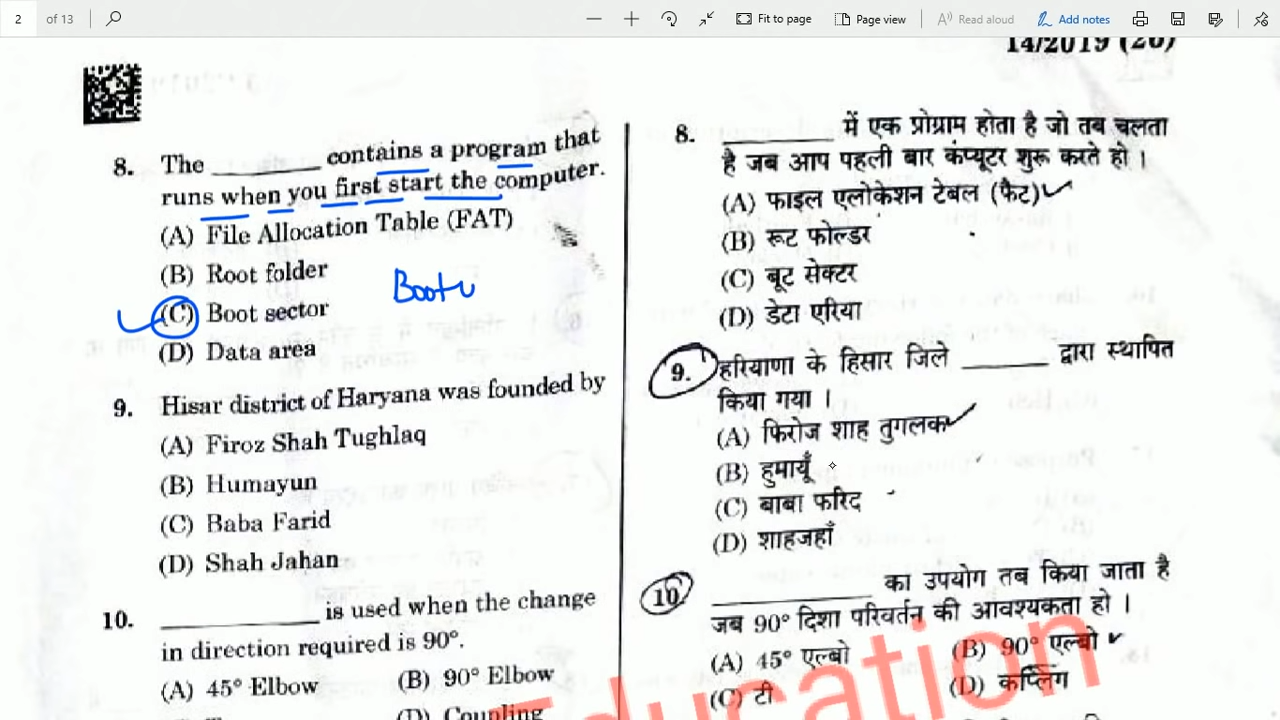 2 of 13
Fit to page
Page view
Read aloud
Add notes
14/2019 (20)
8. The ________ contains a program that
runs when you first start the computer.
(A) File Allocation Table (FAT)
(B) Root folder
Boot
(C) Boot sector
(D) Data area
9. Hisar district of Haryana was founded by
(A) Firoz Shah Tughlaq
(B) Humayun
(C) Baba Farid
(D) Shah Jahan
10. ________ is used when the change
in direction required is 90°.
(A) 45° Elbow (B) 90° Elbow
(D) Coupling
8. ________ में एक प्रोग्राम होता है जो तब चलता
है जब आप पहली बार कंप्यूटर शुरू करते हो ।
(A) फाइल एलोकेशन टेबल (फैट)
(B) रूट फोल्डर
(C) बूट सेक्टर
(D) डेटा एरिया
9. हरियाणा के हिसार जिले ________ द्वारा स्थापित
किया गया ।
(A) फिरोज शाह तुगलक
(B) हुमायूँ
(C) बाबा फरिद
(D) शाहजहाँ
10. ________ का उपयोग तब किया जाता है
जब 90° दिशा परिवर्तन की आवश्यकता हो ।
(A) 45° एल्बो (B) 90° एल्बो
(C) टी (D) कप्लिंग
Education